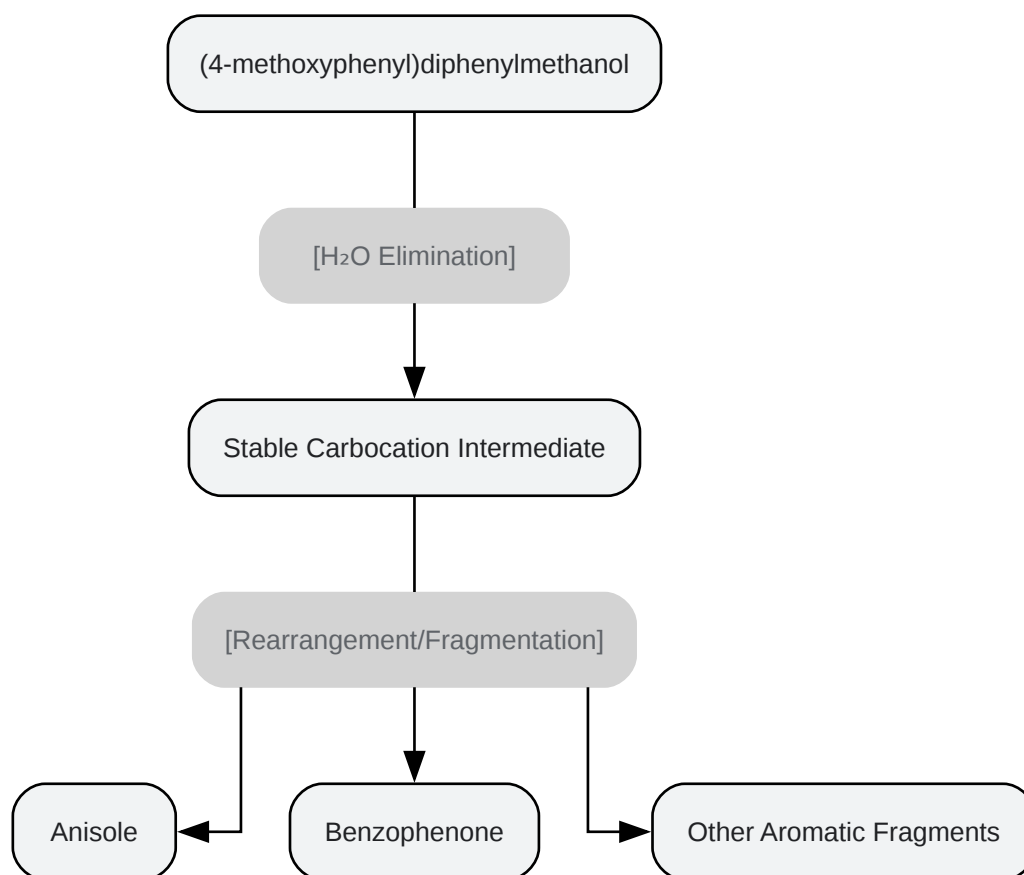 (4-methoxyphenyl)diphenylmethanol
[H₂O Elimination]
Stable Carbocation Intermediate
[Rearrangement/Fragmentation]
Anisole
Benzophenone
Other Aromatic Fragments